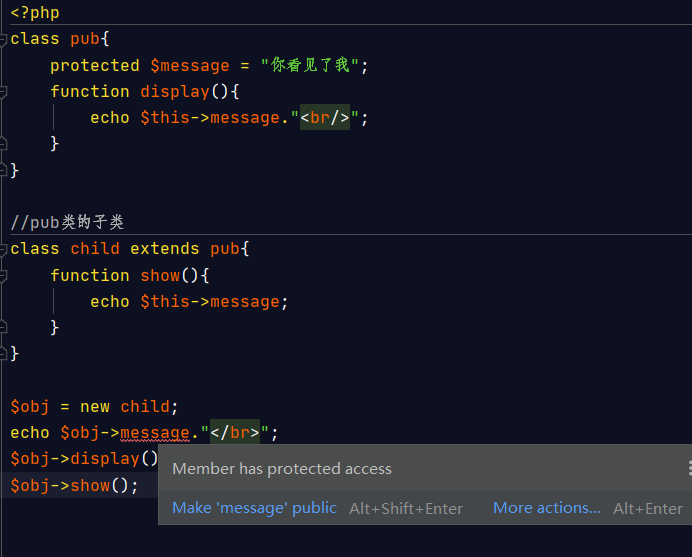 <?php
class pub{
    protected $message = "你看见了我";
    function display(){
        echo $this->message."<br/>";
    }
}

//pub类的子类
class child extends pub{
    function show(){
        echo $this->message;
    }
}

$obj = new child;
echo $obj->message."</br>";
$obj->display()
Member has protected access
$obj->show();
Make 'message' public Alt+Shift+Enter More actions... Alt+Enter